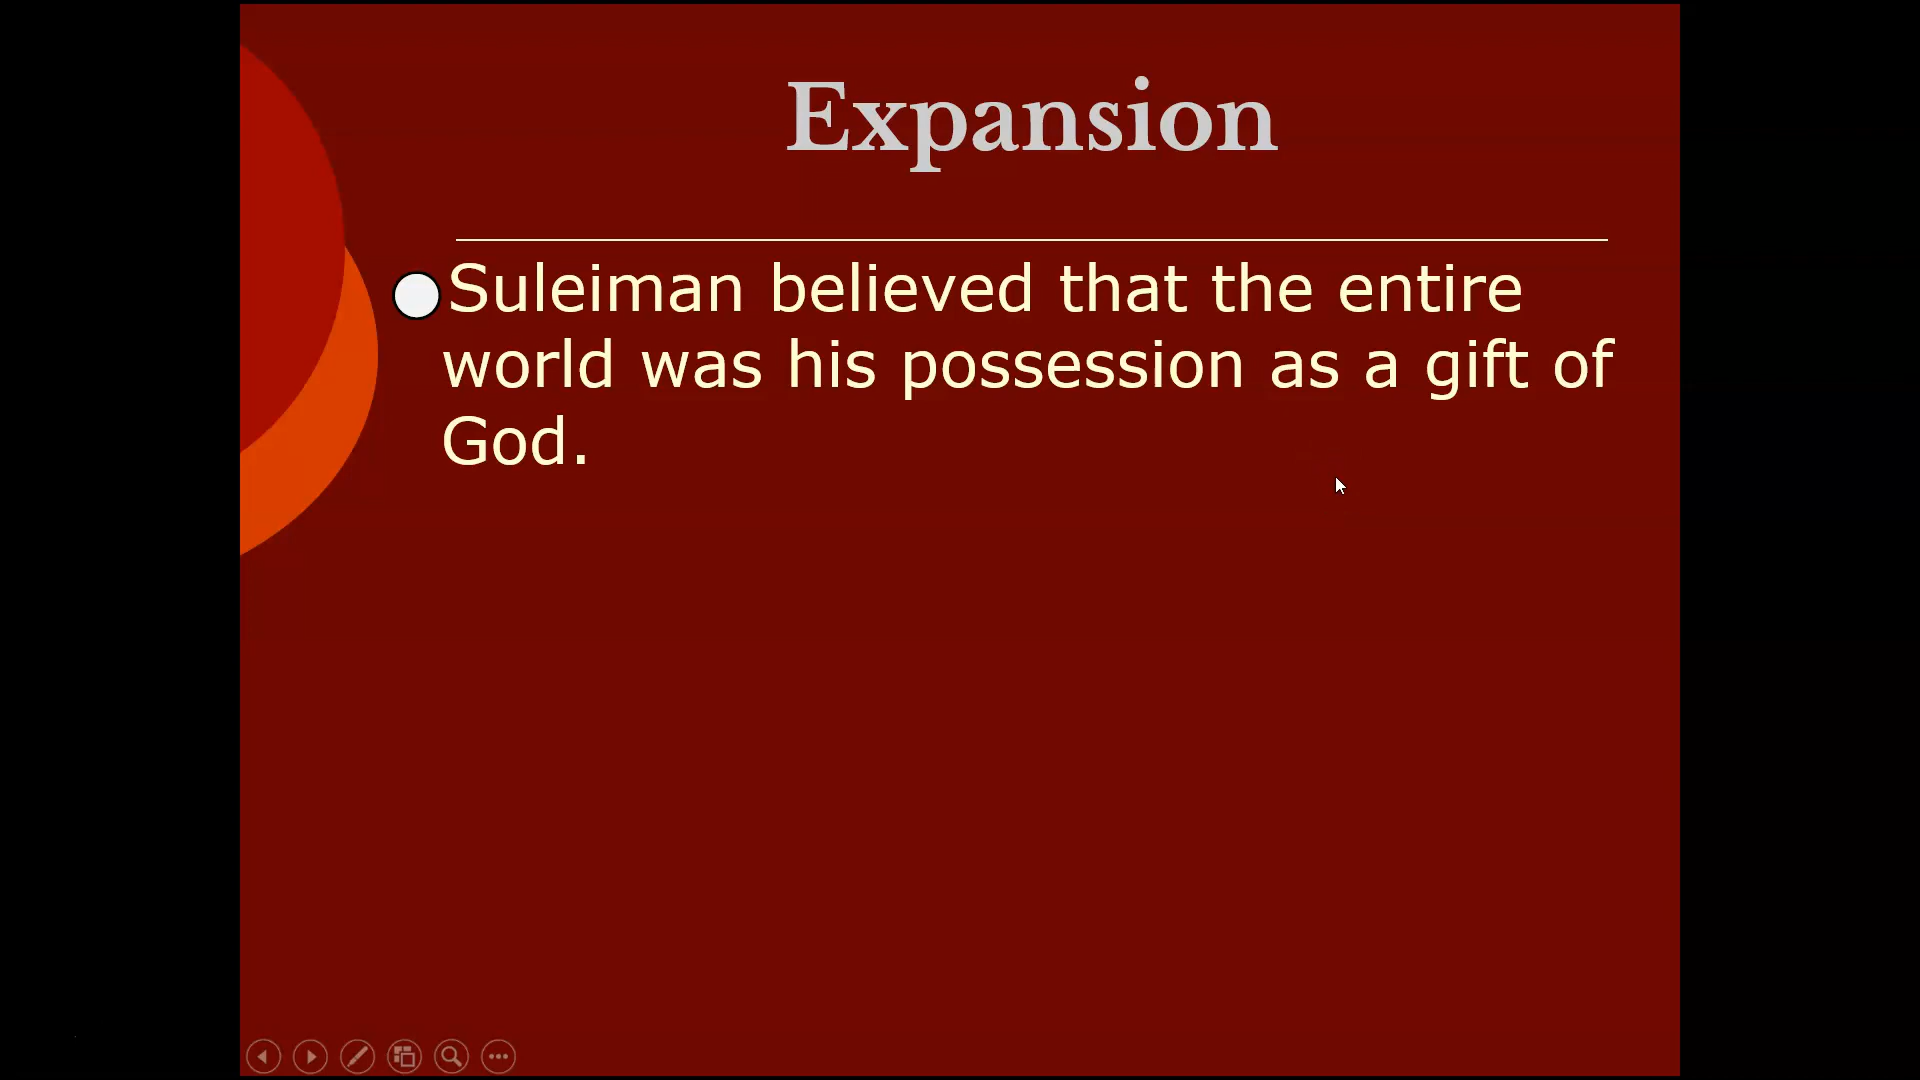 Expansion
Suleiman believed that the entire
world was his possession as a gift of
God.